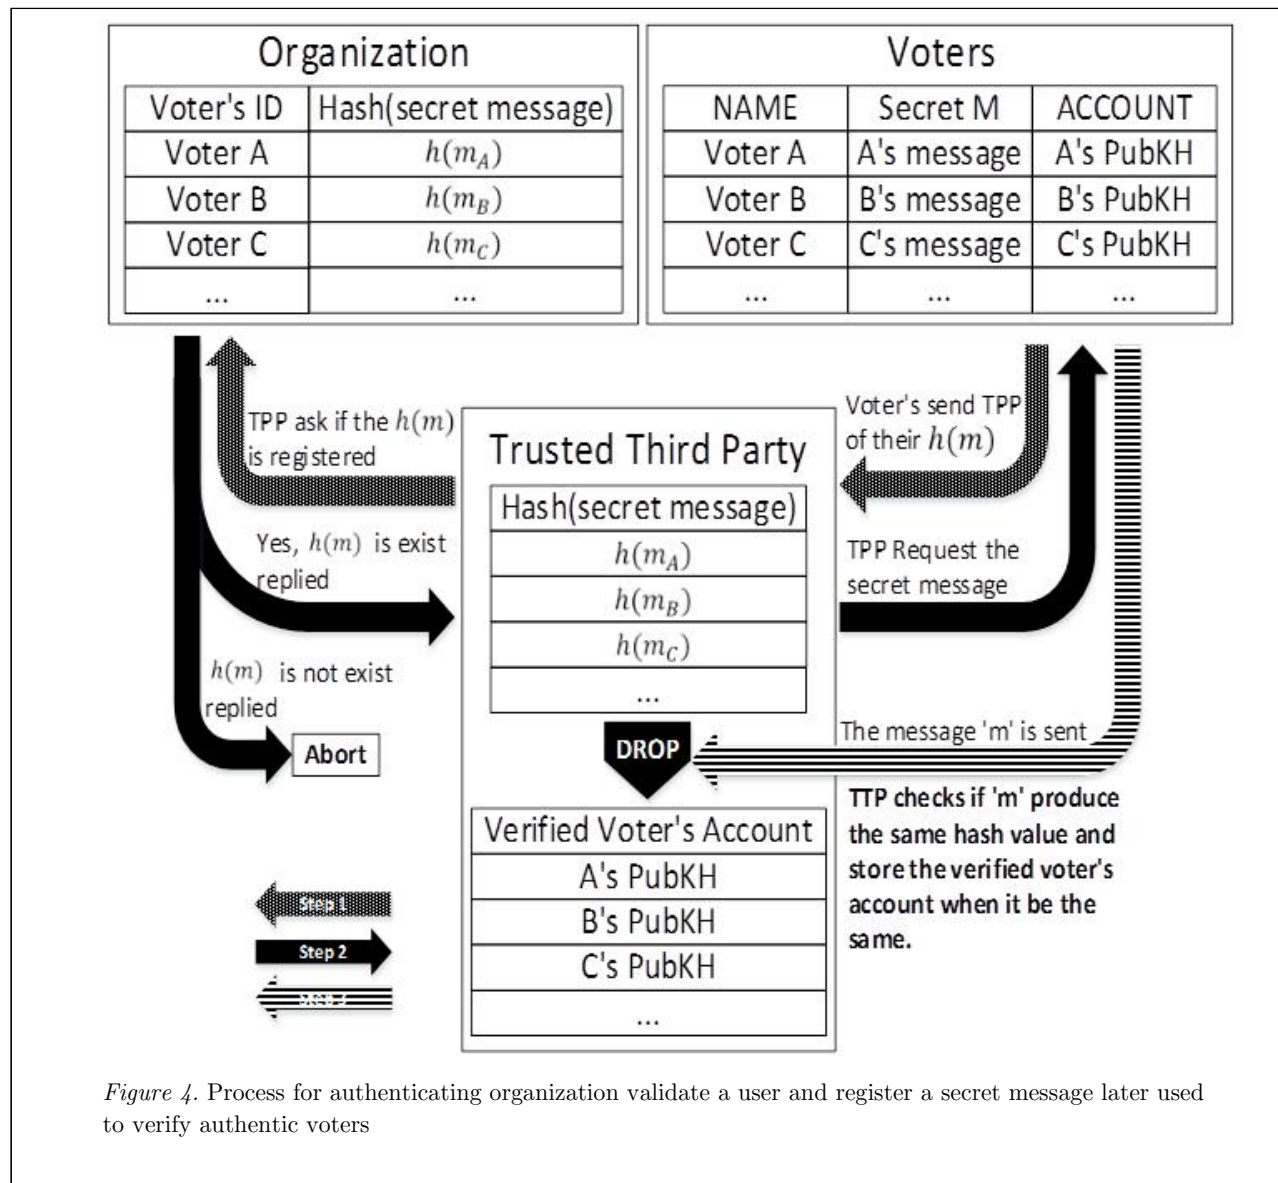 Organization
Voter's ID Hash(secret message)
Voter A h(m_A)
Voter B h(m_B)
Voter C h(m_C)
... ...
Voters
NAME Secret M ACCOUNT
Voter A A's message A's PubKH
Voter B B's message B's PubKH
Voter C C's message C's PubKH
... ... ...
TPP ask if the h(m)
is registered
Yes, h(m) is exist
replied
h(m) is not exist
replied
Abort
Trusted Third Party
Hash(secret message)
h(m_A)
h(m_B)
h(m_C)
...
DROP
Verified Voter's Account
A's PubKH
B's PubKH
C's PubKH
...
Voter's send TPP
of their h(m)
TPP Request the
secret message
The message 'm' is sent
TTP checks if 'm' produce
the same hash value and
store the verified voter's
account when it be the
same.
Step 1
Step 2
Step 3
Figure 4. Process for authenticating organization validate a user and register a secret message later used
to verify authentic voters